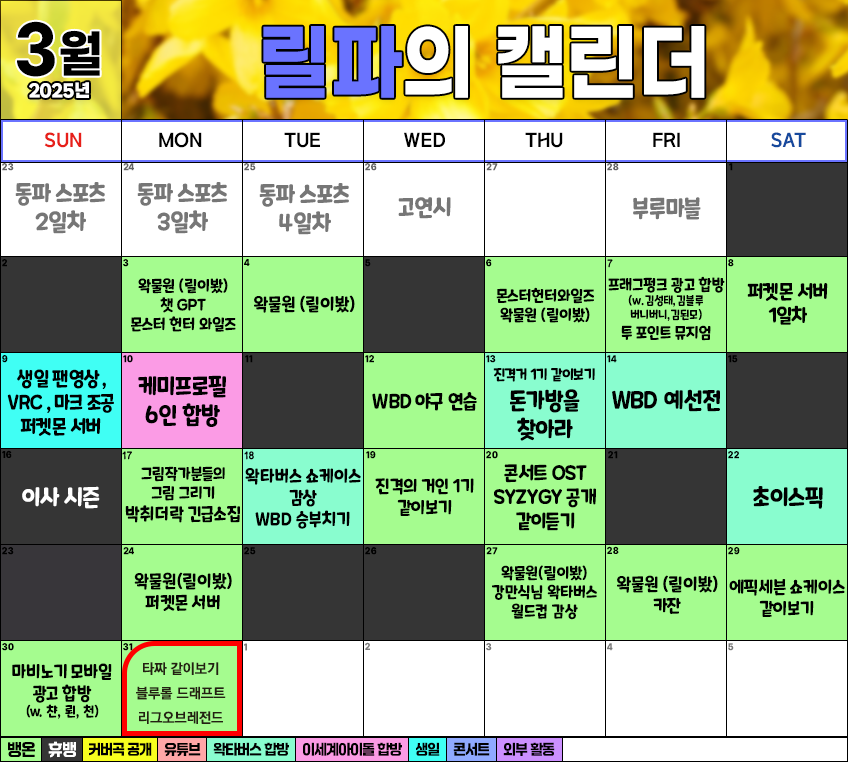 3월
2025년
릴파의 캘린더
SUN MON TUE WED THU FRI SAT
23 24 25 26 27 28 1
동파 스포츠
2일차
동파 스포츠
3일차
동파 스포츠
4일차
고연시
부루마블
2 3 4 5 6 7 8
왁물원 (릴이봤)
챗 GPT
몬스터 헌터 와일즈
왁물원 (릴이봤)
몬스터헌터와일즈
왁물원 (릴이봤)
프래그펑크 광고 합방
(w. 김성태,김블루
버니버니,김된모)
투 포인트 뮤지엄
퍼켓몬 서버
1일차
9 10 11 12 13 14 15
생일 팬영상 ,
VRC , 마크 조공
퍼켓몬 서버
케미프로필
6인 합방
WBD 야구 연습
진격거 1기 같이보기
돈가방을
찾아라
WBD 예선전
16 17 18 19 20 21 22
이사 시즌
그림작가분들의
그림 그리기
박취더락 긴급소집
왁타버스 쇼케이스
감상
WBD 승부치기
진격의 거인 1기
같이보기
콘서트 OST
SYZYGY 공개
같이듣기
초이스픽
23 24 25 26 27 28 29
왁물원(릴이봤)
퍼켓몬 서버
왁물원(릴이봤)
강만식님 왁타버스
월드컵 감상
왁물원 (릴이봤)
카잔
에픽세븐 쇼케이스
같이보기
30 31 1 2 3 4 5
마비노기 모바일
광고 합방
(w. 챤, 뢴, 천)
타짜 같이보기
블루롤 드래프트
리그오브레전드
뱅온 휴뱅 커버곡 공개 유튜브 왁타버스 합방 이세계아이돌 합방 생일 콘서트 외부 활동